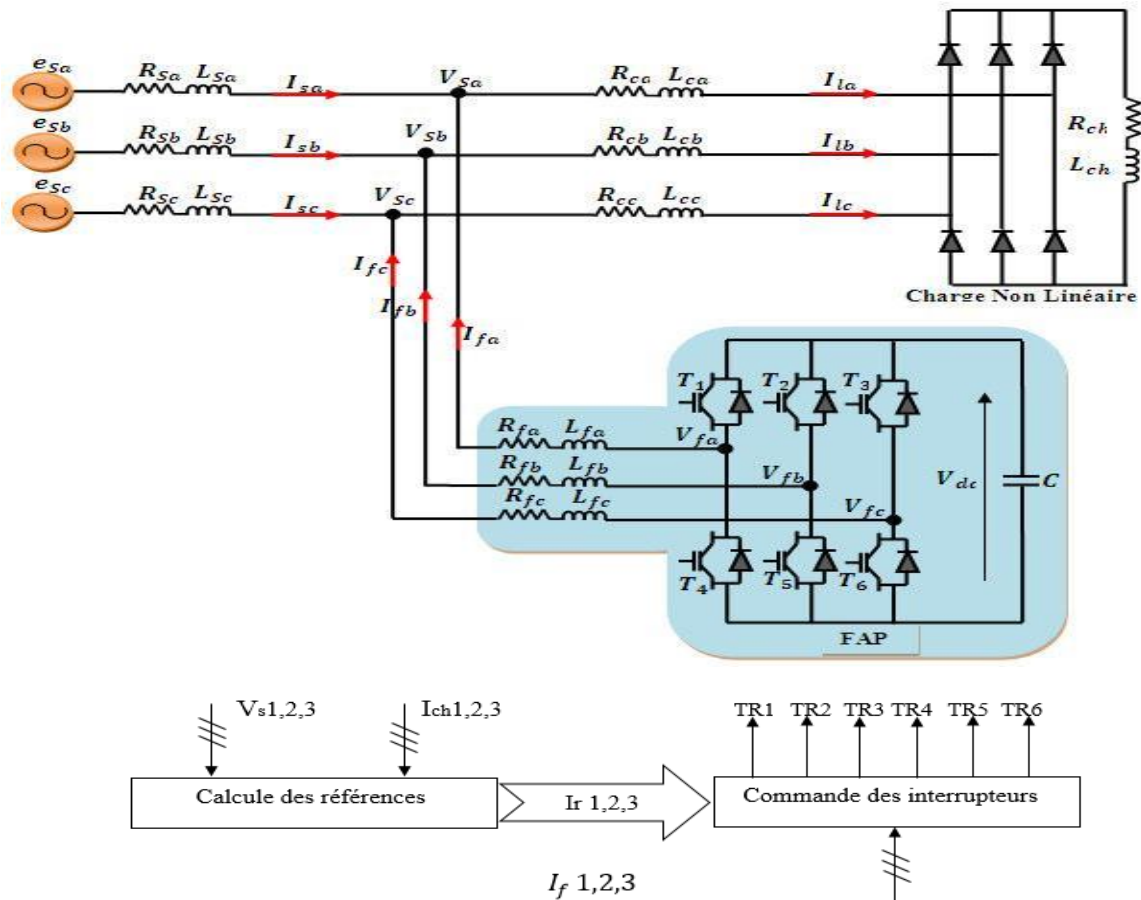 e_Sa R_Sa L_Sa I_sa V_Sa R_ca L_ca I_la
e_Sb R_Sb L_Sb I_sb V_Sb R_cb L_cb I_lb
e_Sc R_Sc L_Sc I_sc V_Sc R_cc L_cc I_lc
R_ch
L_ch
Charge Non Linéaire
I_fc
I_fb
I_fa
T_1 T_2 T_3
R_fa L_fa V_fa
R_fb L_fb V_fb
R_fc L_fc V_fc
V_dc C
T_4 T_5 T_6
FAP
Vs1,2,3 Ich1,2,3 TR1 TR2 TR3 TR4 TR5 TR6
Calcule des références Ir 1,2,3 Commande des interrupteurs
I_f 1,2,3